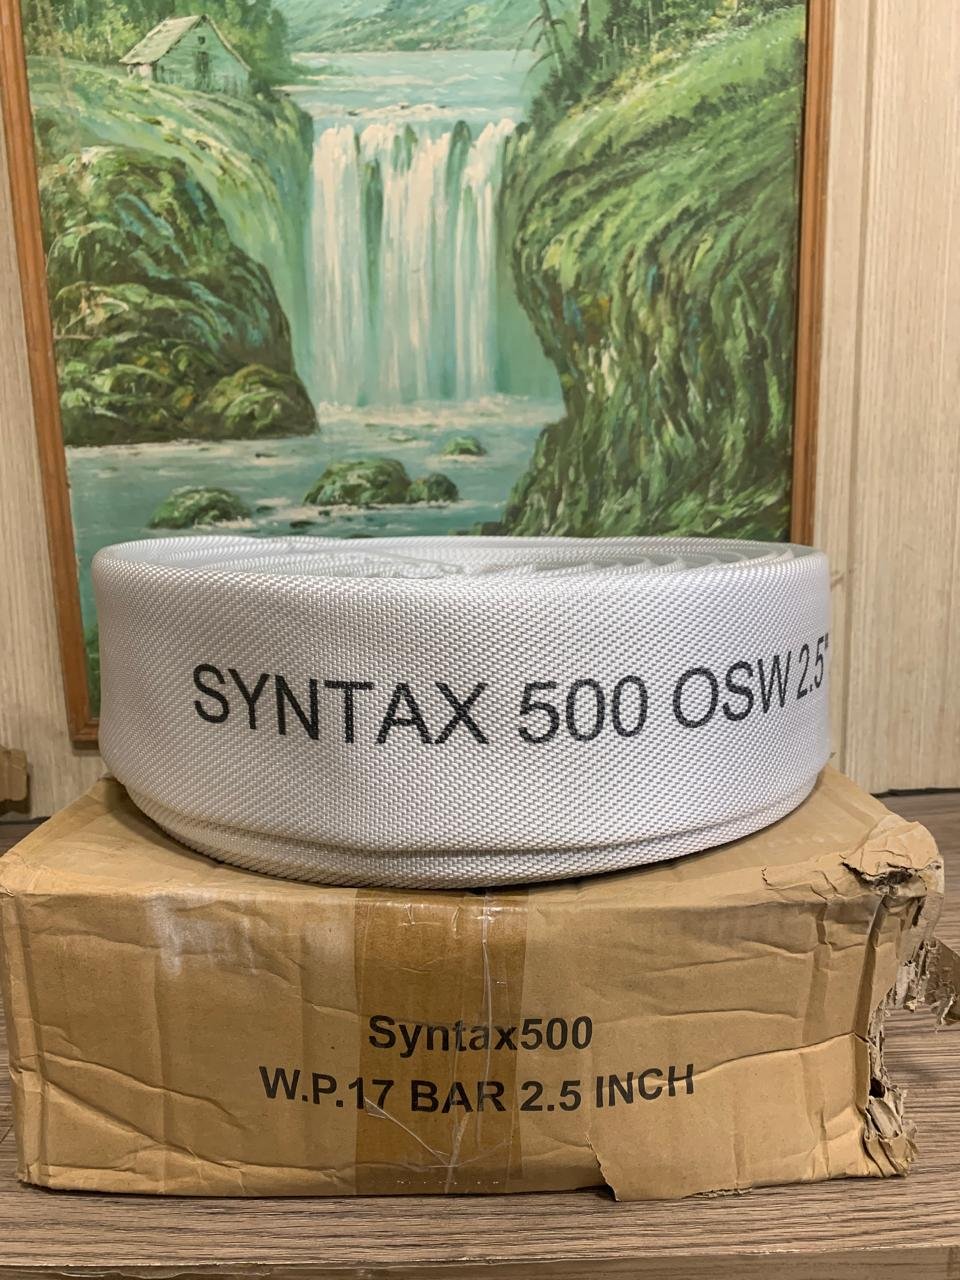 SYNTAX 500 OSW 2.5"
Syntax500
W.P.17 BAR 2.5 INCH